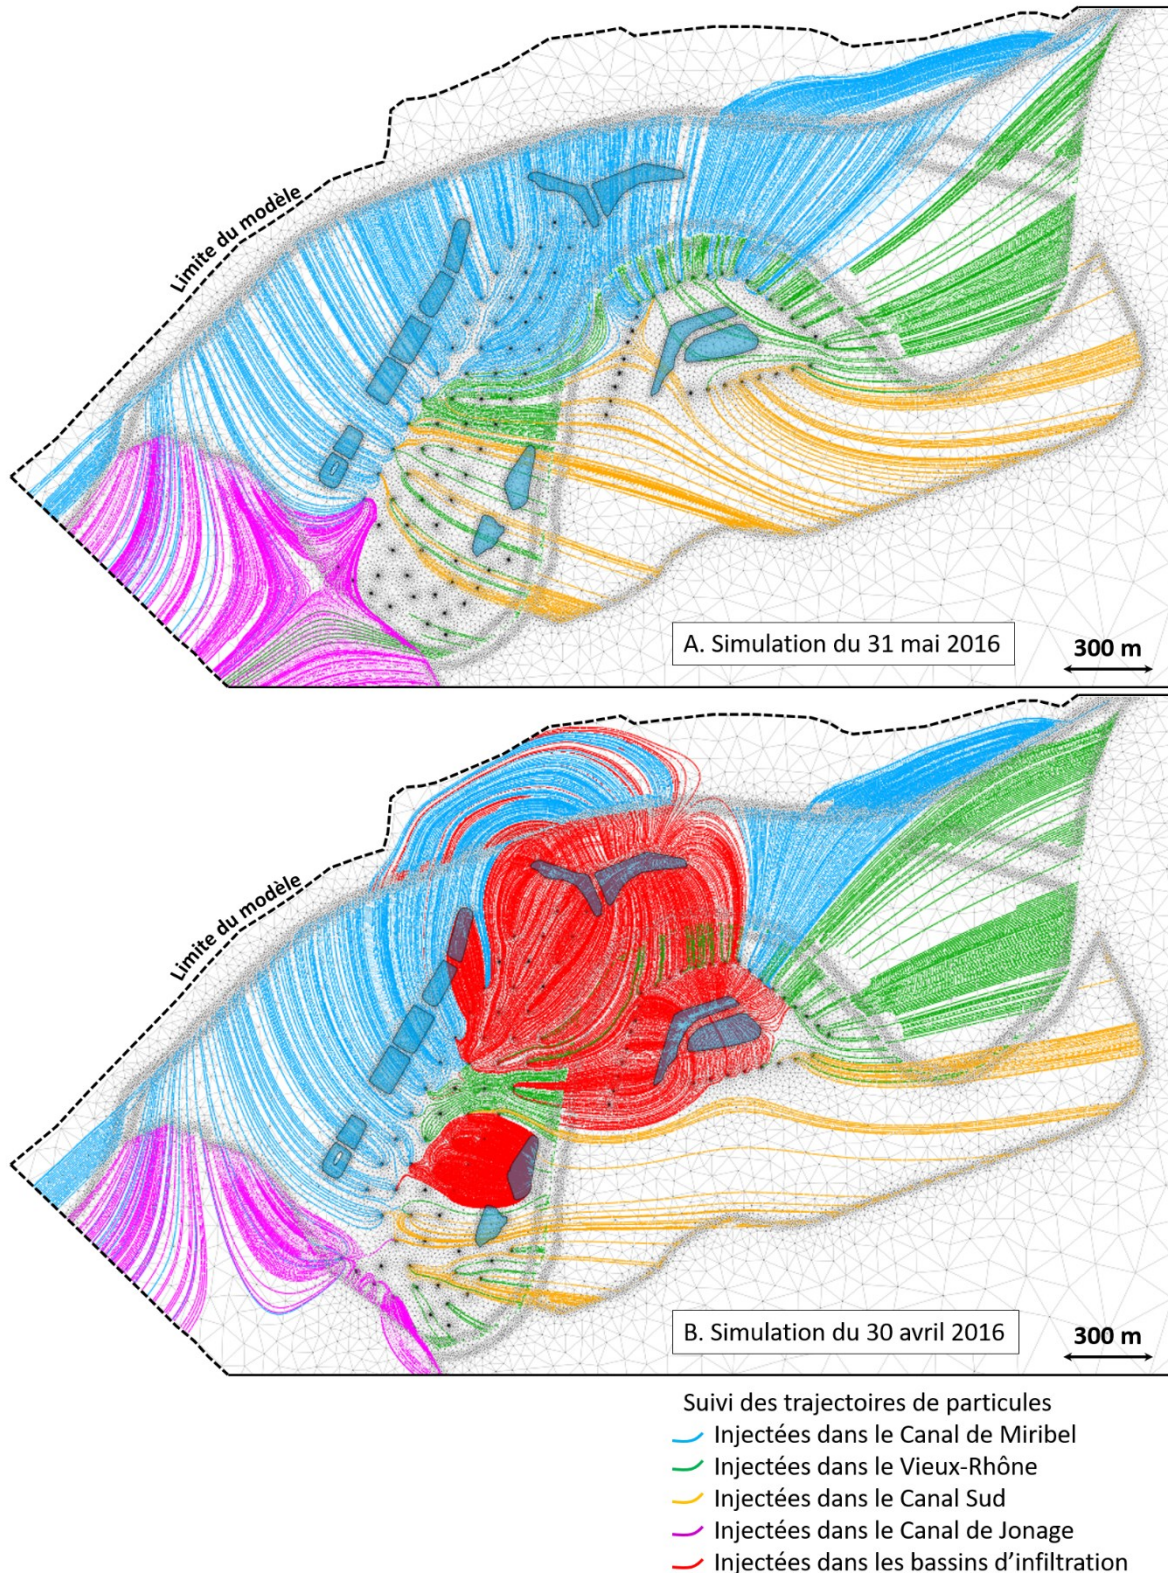 Limite du modèle
A. Simulation du 31 mai 2016
300 m
Limite du modèle
B. Simulation du 30 avril 2016
300 m
Suivi des trajectoires de particules
Injectées dans le Canal de Miribel
Injectées dans le Vieux-Rhône
Injectées dans le Canal Sud
Injectées dans le Canal de Jonage
Injectées dans les bassins d’infiltration